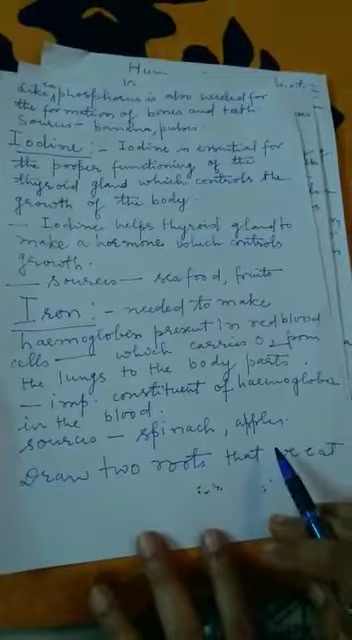 Hum
in
Like Ca, phosphorus is also needed for
the formation of bones and teeth.
Sources - banana, pulses.
Iodine :- Iodine is essential for
the proper functioning of the
thyroid gland which controls the
growth of the body.
- Iodine helps thyroid gland to
make a hormone which controls
growth.
- sources - seafood, fruits
Iron :- needed to make
haemoglobin present in red blood
cells - which carries O2 from
the lungs to the body parts.
- imp. constituent of haemoglobin
in the blood.
sources - spinach, apples.
Draw two roots that we eat